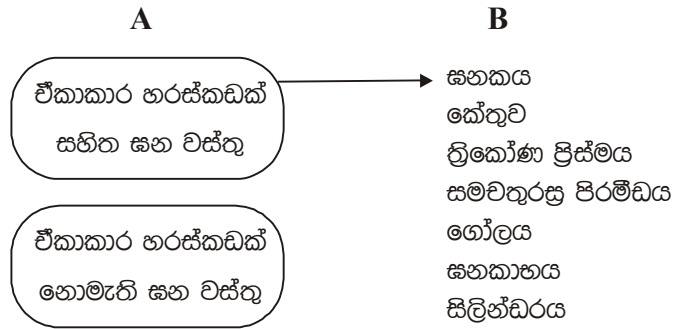 A
B
ඒකාකාර හරස්කඩක්
සහිත ඝන වස්තු
ඒකාකාර හරස්කඩක්
නොමැති ඝන වස්තු
ඝනකය
කේතුව
ත්‍රිකෝණ ප්‍රිස්මය
සමචතුරස්‍ර පිරමීඩය
ගෝලය
ඝනකාභය
සිලින්ඩරය